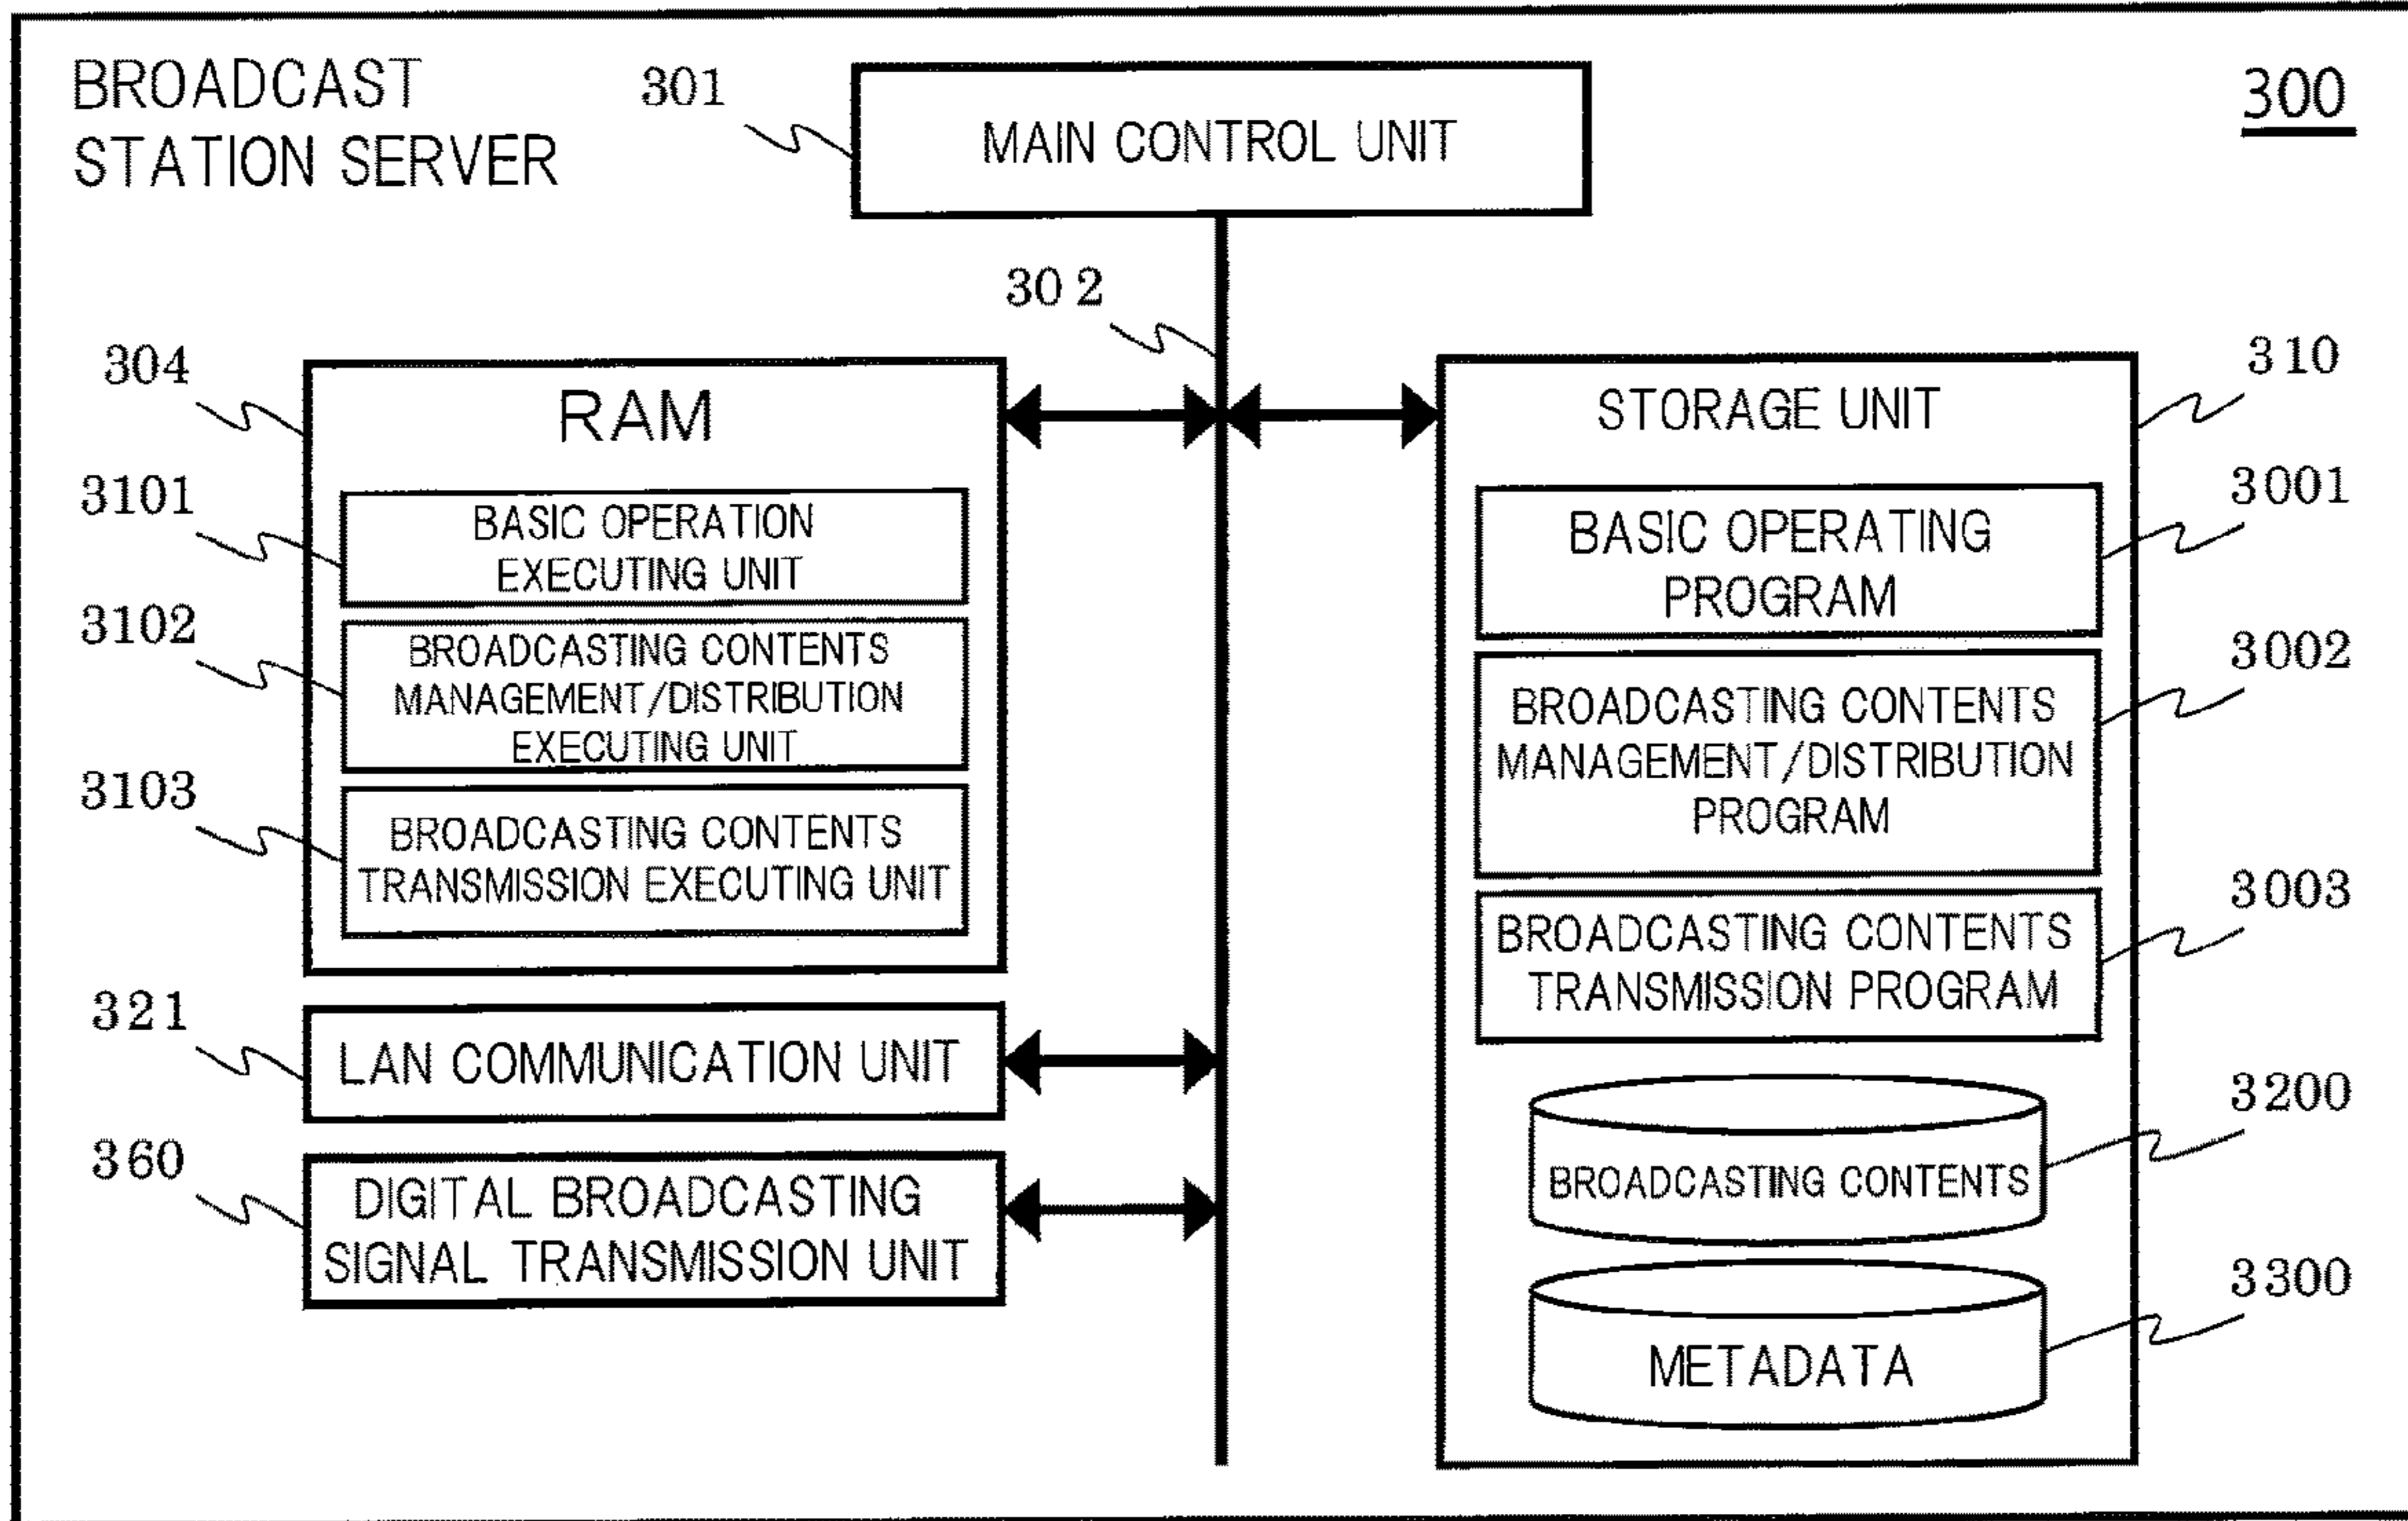 BROADCAST
STATION SERVER
300
301
MAIN CONTROL UNIT
302
304
RAM
3101
BASIC OPERATION
EXECUTING UNIT
3102
BROADCASTING CONTENTS
MANAGEMENT/DISTRIBUTION
EXECUTING UNIT
3103
BROADCASTING CONTENTS
TRANSMISSION EXECUTING UNIT
321
LAN COMMUNICATION UNIT
360
DIGITAL BROADCASTING
SIGNAL TRANSMISSION UNIT
310
STORAGE UNIT
3001
BASIC OPERATING
PROGRAM
3002
BROADCASTING CONTENTS
MANAGEMENT/DISTRIBUTION
PROGRAM
3003
BROADCASTING CONTENTS
TRANSMISSION PROGRAM
3200
BROADCASTING CONTENTS
3300
METADATA